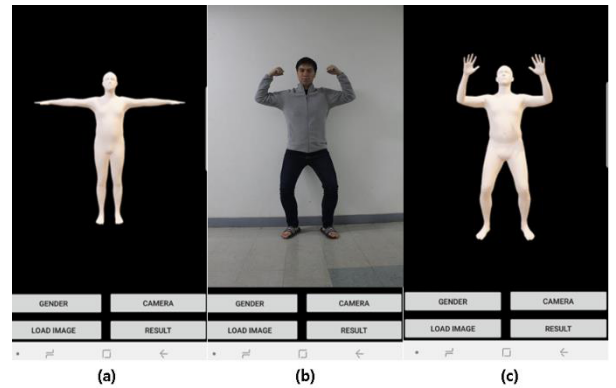 GENDER CAMERA GENDER CAMERA GENDER CAMERA
LOAD IMAGE RESULT LOAD IMAGE RESULT LOAD IMAGE RESULT
(a) (b) (c)